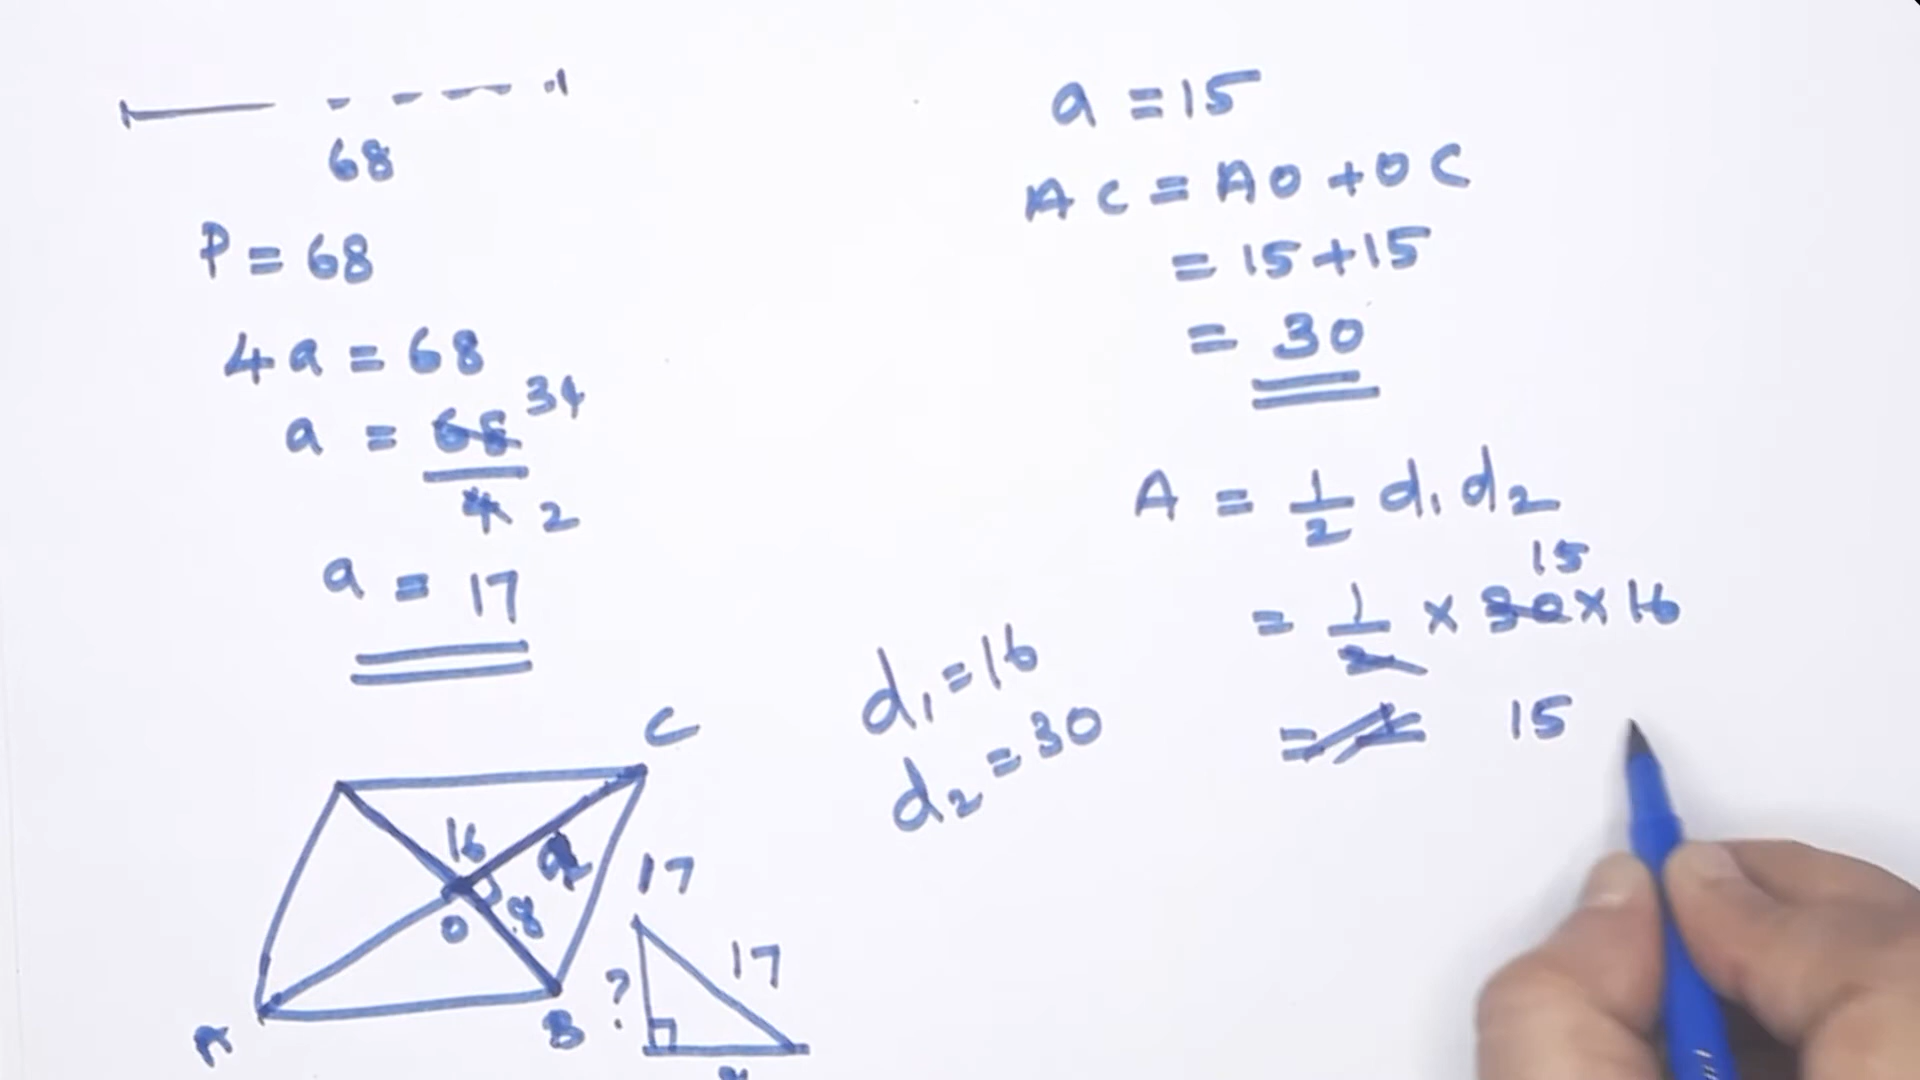 68
P = 68
4a = 68
a = 68/4 34 2
a = 17
C
16
a
17
O
8
A
B
?
17
d₁ = 16
d₂ = 30
a = 15
AC = AO + OC
= 15 + 15
= 30
A = 1/2 d₁ d₂
15
= 1/2 × 30 × 16
= 15